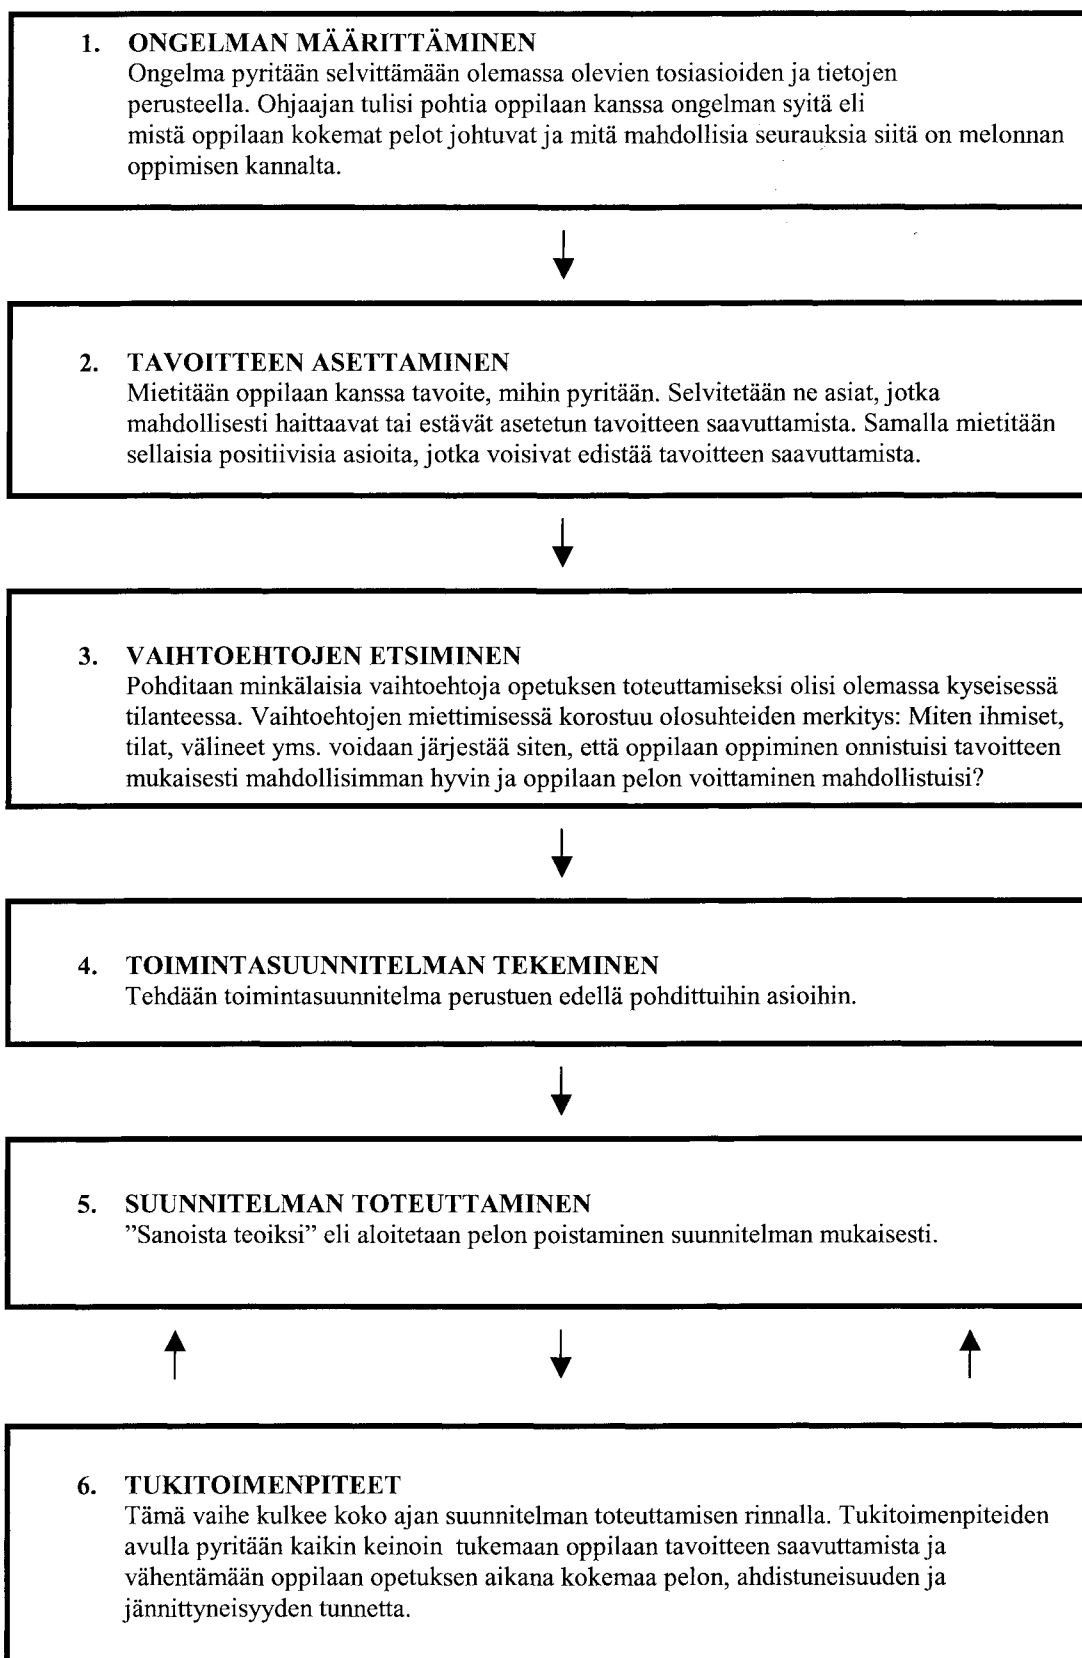 1. ONGELMAN MÄÄRITTÄMINEN
Ongelma pyritään selvittämään olemassa olevien tosiasioiden ja tietojen
perusteella. Ohjaajan tulisi pohtia oppilaan kanssa ongelman syitä eli
mistä oppilaan kokemat pelot johtuvat ja mitä mahdollisia seurauksia siitä on melonnan
oppimisen kannalta.
2. TAVOITTEEN ASETTAMINEN
Mietitään oppilaan kanssa tavoite, mihin pyritään. Selvitetään ne asiat, jotka
mahdollisesti haittaavat tai estävät asetetun tavoitteen saavuttamista. Samalla mietitään
sellaisia positiivisia asioita, jotka voisivat edistää tavoitteen saavuttamista.
3. VAIHTOEHTOJEN ETSIMINEN
Pohditaan minkälaisia vaihtoehtoja opetuksen toteuttamiseksi olisi olemassa kyseisessä
tilanteessa. Vaihtoehtojen miettimisessä korostuu olosuhteiden merkitys: Miten ihmiset,
tilat, välineet yms. voidaan järjestää siten, että oppilaan oppiminen onnistuisi tavoitteen
mukaisesti mahdollisimman hyvin ja oppilaan pelon voittaminen mahdollistuisi?
4. TOIMINTASUUNNITELMAN TEKEMINEN
Tehdään toimintasuunnitelma perustuen edellä pohdittuihin asioihin.
5. SUUNNITELMAN TOTEUTTAMINEN
”Sanoista teoiksi” eli aloitetaan pelon poistaminen suunnitelman mukaisesti.
6. TUKITOIMENPITEET
Tämä vaihe kulkee koko ajan suunnitelman toteuttamisen rinnalla. Tukitoimenpiteiden
avulla pyritään kaikin keinoin tukemaan oppilaan tavoitteen saavuttamista ja
vähentämään oppilaan opetuksen aikana kokemaa pelon, ahdistuneisuuden ja
jännittyneisyyden tunnetta.